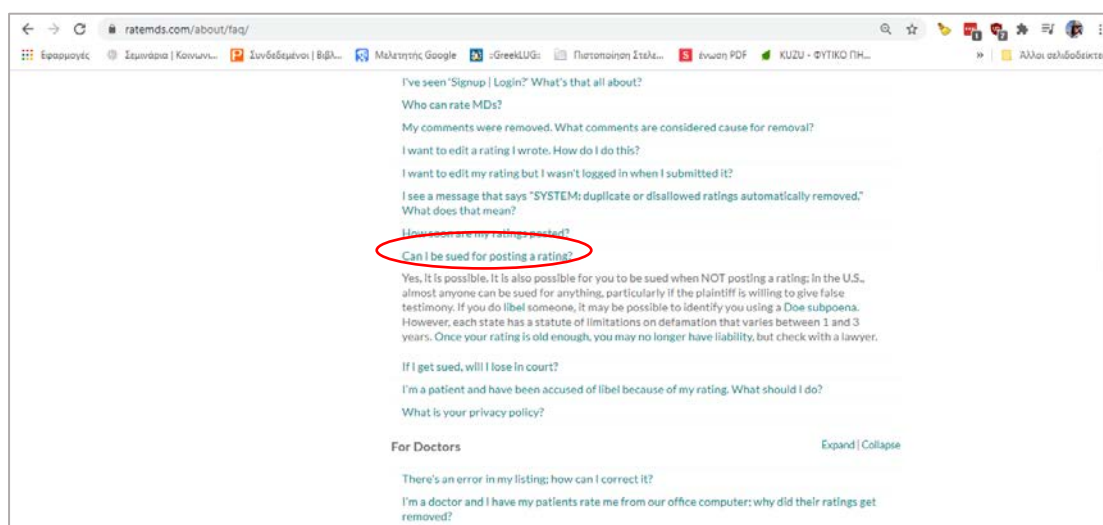 ratemds.com/about/faq/
Εφαρμογές Σεμινάρια | Κοινωνι... Συνδεδεμένοι | Βιβλ... Μελετητής Google :GreekLUG: Πιστοποίηση Στελε... ένωση PDF KUZU - ΦΥΤΙΚΟ ΠΗ... » Άλλοι σελιδοδείκτε
I've seen 'Signup | Login?' What's that all about?
Who can rate MDs?
My comments were removed. What comments are considered cause for removal?
I want to edit a rating I wrote. How do I do this?
I want to edit my rating but I wasn't logged in when I submitted it?
I see a message that says "SYSTEM: duplicate or disallowed ratings automatically removed."
What does that mean?
How soon are my ratings posted?
Can I be sued for posting a rating?
Yes, it is possible. It is also possible for you to be sued when NOT posting a rating; in the U.S.,
almost anyone can be sued for anything, particularly if the plaintiff is willing to give false
testimony. If you do libel someone, it may be possible to identify you using a Doe subpoena.
However, each state has a statute of limitations on defamation that varies between 1 and 3
years. Once your rating is old enough, you may no longer have liability, but check with a lawyer.
If I get sued, will I lose in court?
I'm a patient and have been accused of libel because of my rating. What should I do?
What is your privacy policy?
For Doctors Expand | Collapse
There's an error in my listing; how can I correct it?
I'm a doctor and I have my patients rate me from our office computer; why did their ratings get
removed?